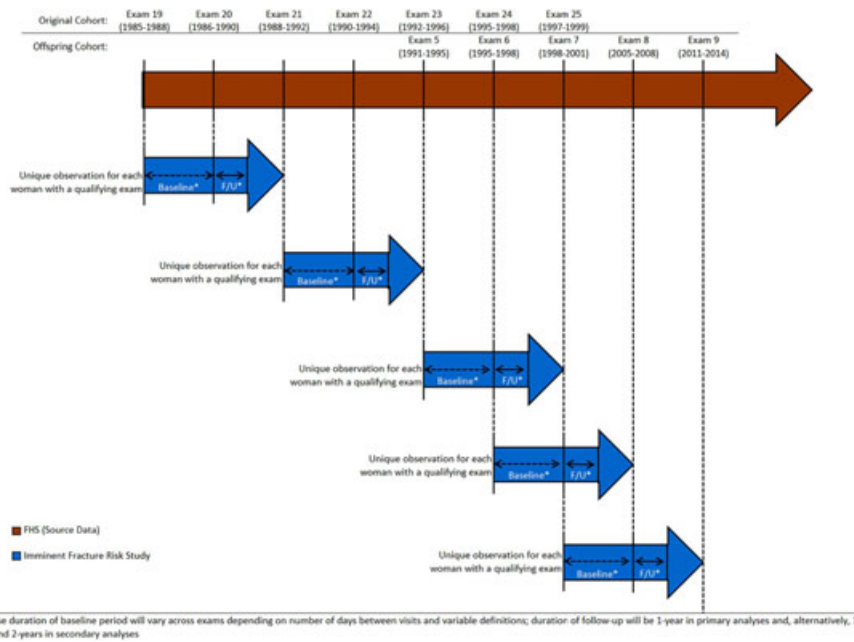 Original Cohort: Exam 19 Exam 20 Exam 21 Exam 22 Exam 23 Exam 24 Exam 25
(1985-1988) (1986-1990) (1988-1992) (1990-1994) (1992-1996) (1995-1998) (1997-1999)
Offspring Cohort: Exam 5 Exam 6 Exam 7 Exam 8 Exam 9
(1991-1995) (1995-1998) (1998-2001) (2005-2008) (2011-2014)
Unique observation for each
woman with a qualifying exam
Baseline* F/U*
Unique observation for each
woman with a qualifying exam
Baseline* F/U*
Unique observation for each
woman with a qualifying exam
Baseline* F/U*
Unique observation for each
woman with a qualifying exam
Baseline* F/U*
Unique observation for each
woman with a qualifying exam
Baseline* F/U*
FHS (Source Data)
Imminent Fracture Risk Study
duration of baseline period will vary across exams depending on number of days between visits and variable definitions; duration of follow-up will be 1-year in primary analyses and, alternatively,
2-years in secondary analyses